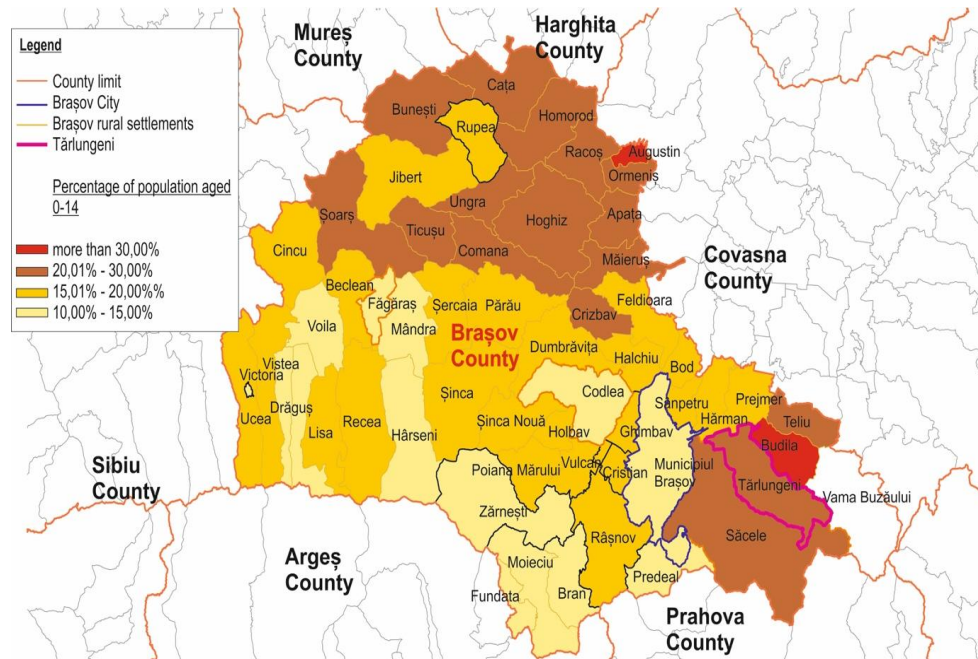 Mureș
County
Harghita
County
Legend
County limit
Brașov City
Brașov rural settlements
Tărlungeni
Percentage of population aged
0-14
more than 30,00%
20,01% - 30,00%
15,01% - 20,00%%
10,00% - 15,00%
Cața
Bunești
Homorod
Rupea
Racoș
Augustin
Ormeniș
Jibert
Ungra
Șoarș
Hoghiz
Apața
Ticușu
Comana
Măieruș
Cincu
Covasna
County
Beclean
Făgăraș
Șercaia
Părău
Feldioara
Crizbav
Voila
Mândra
Brașov
County
Dumbrăvița
Halchiu
Bod
Viștea
Victoria
Drăguș
Ucea
Lisa
Recea
Hârseni
Șinca
Codlea
Sânpetru
Prejmer
Hărman
Teliu
Șinca Nouă
Holbav
Ghimbav
Budila
Sibiu
County
Poiana Mărului
Vulcan
Cristian
Municipiul
Brașov
Tărlungeni
Vama Buzăului
Zărnești
Râșnov
Săcele
Argeș
County
Moieciu
Fundata
Bran
Predeal
Prahova
County